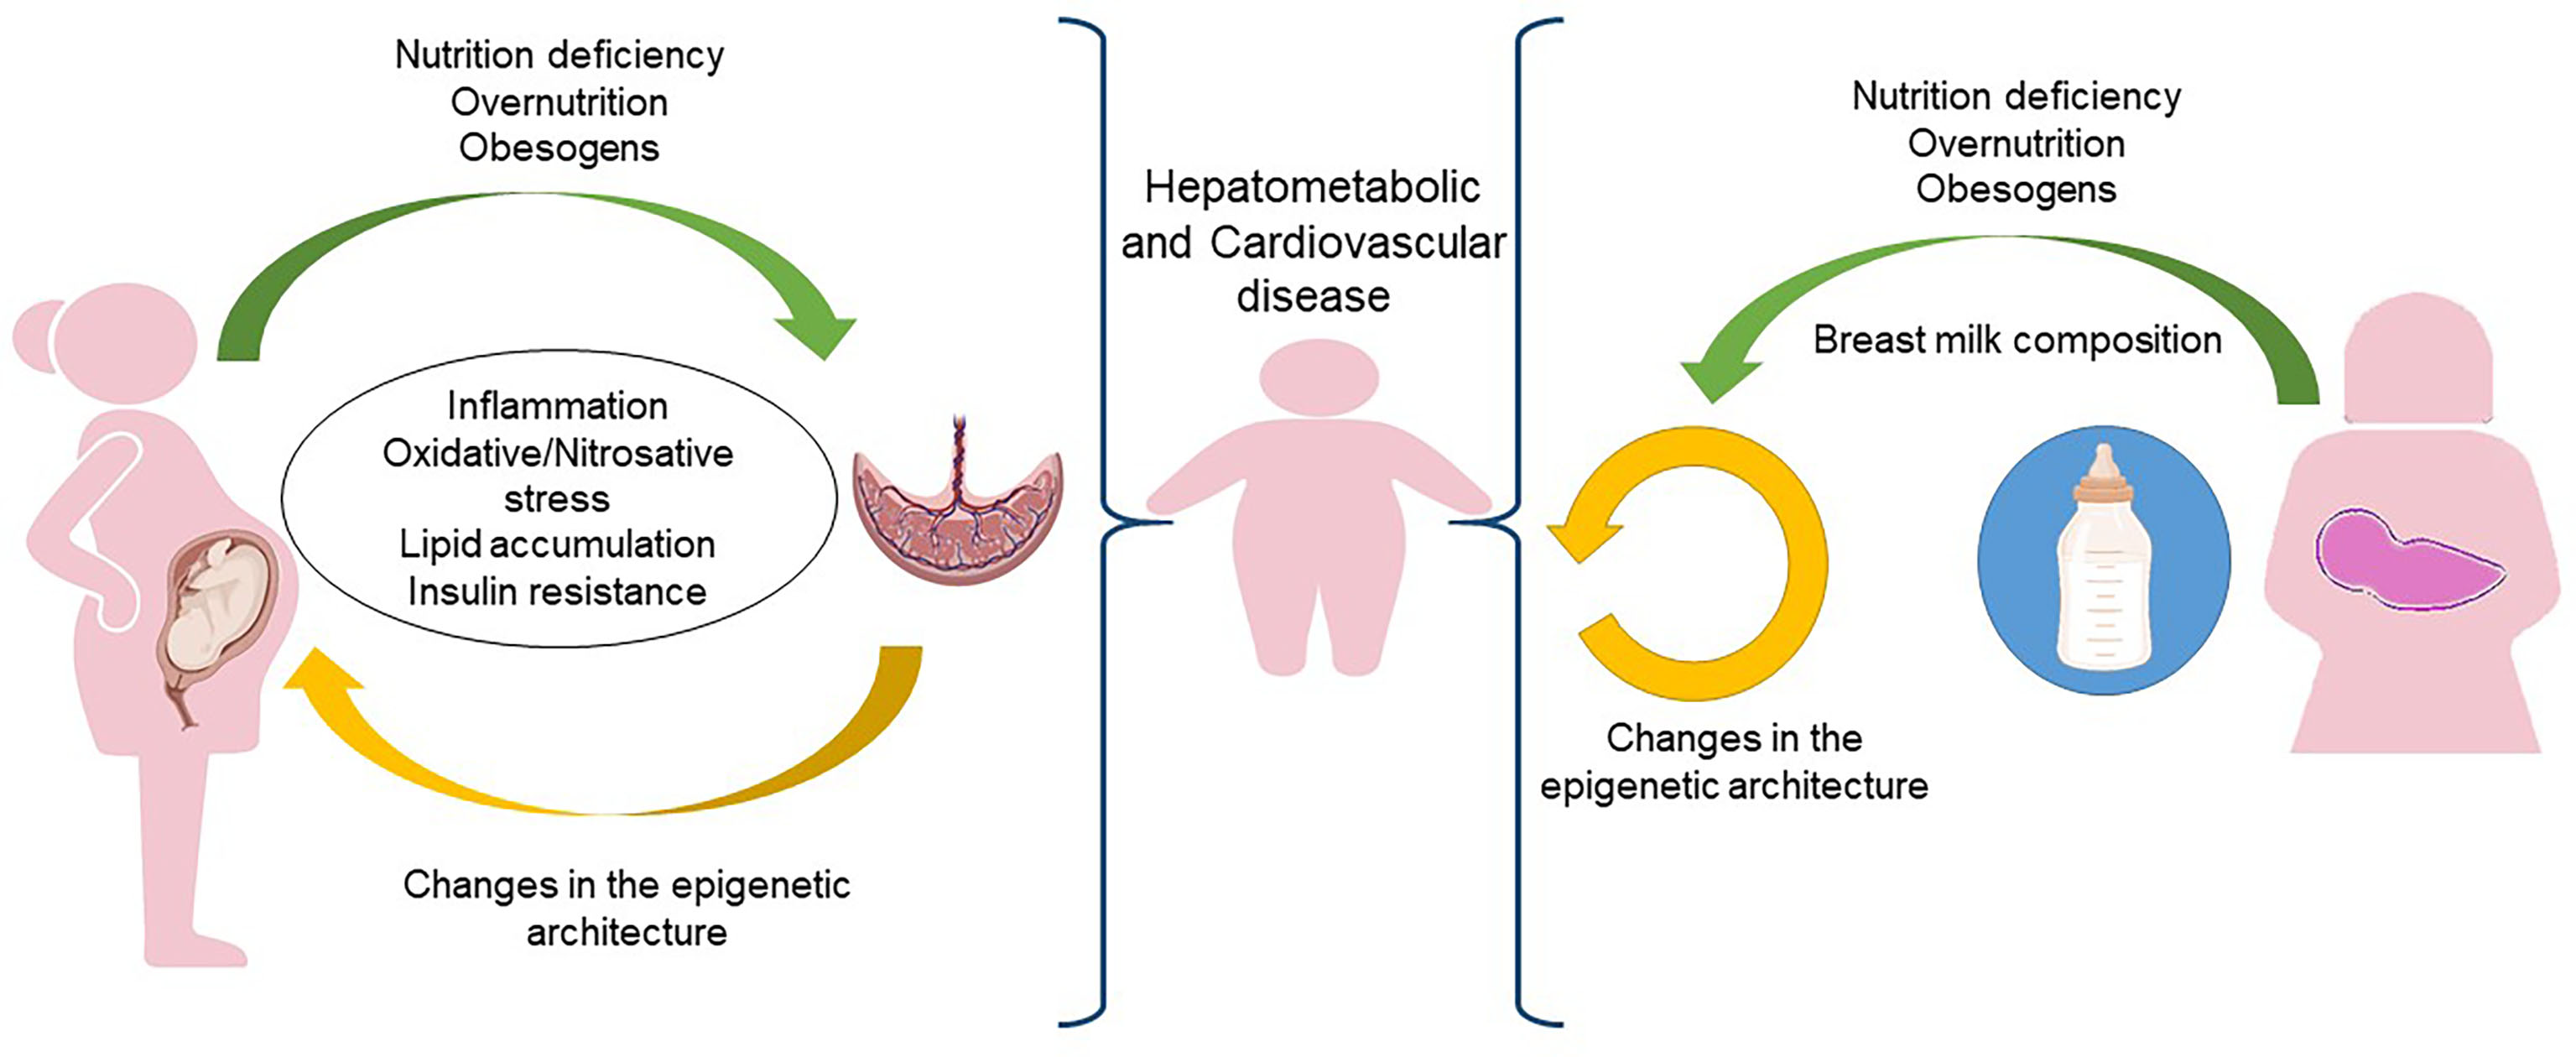 Nutrition deficiency
Overnutrition
Obesogens
Inflammation
Oxidative/Nitrosative
stress
Lipid accumulation
Insulin resistance
Changes in the epigenetic
architecture
Hepatometabolic
and Cardiovascular
disease
Nutrition deficiency
Overnutrition
Obesogens
Breast milk composition
Changes in the
epigenetic architecture